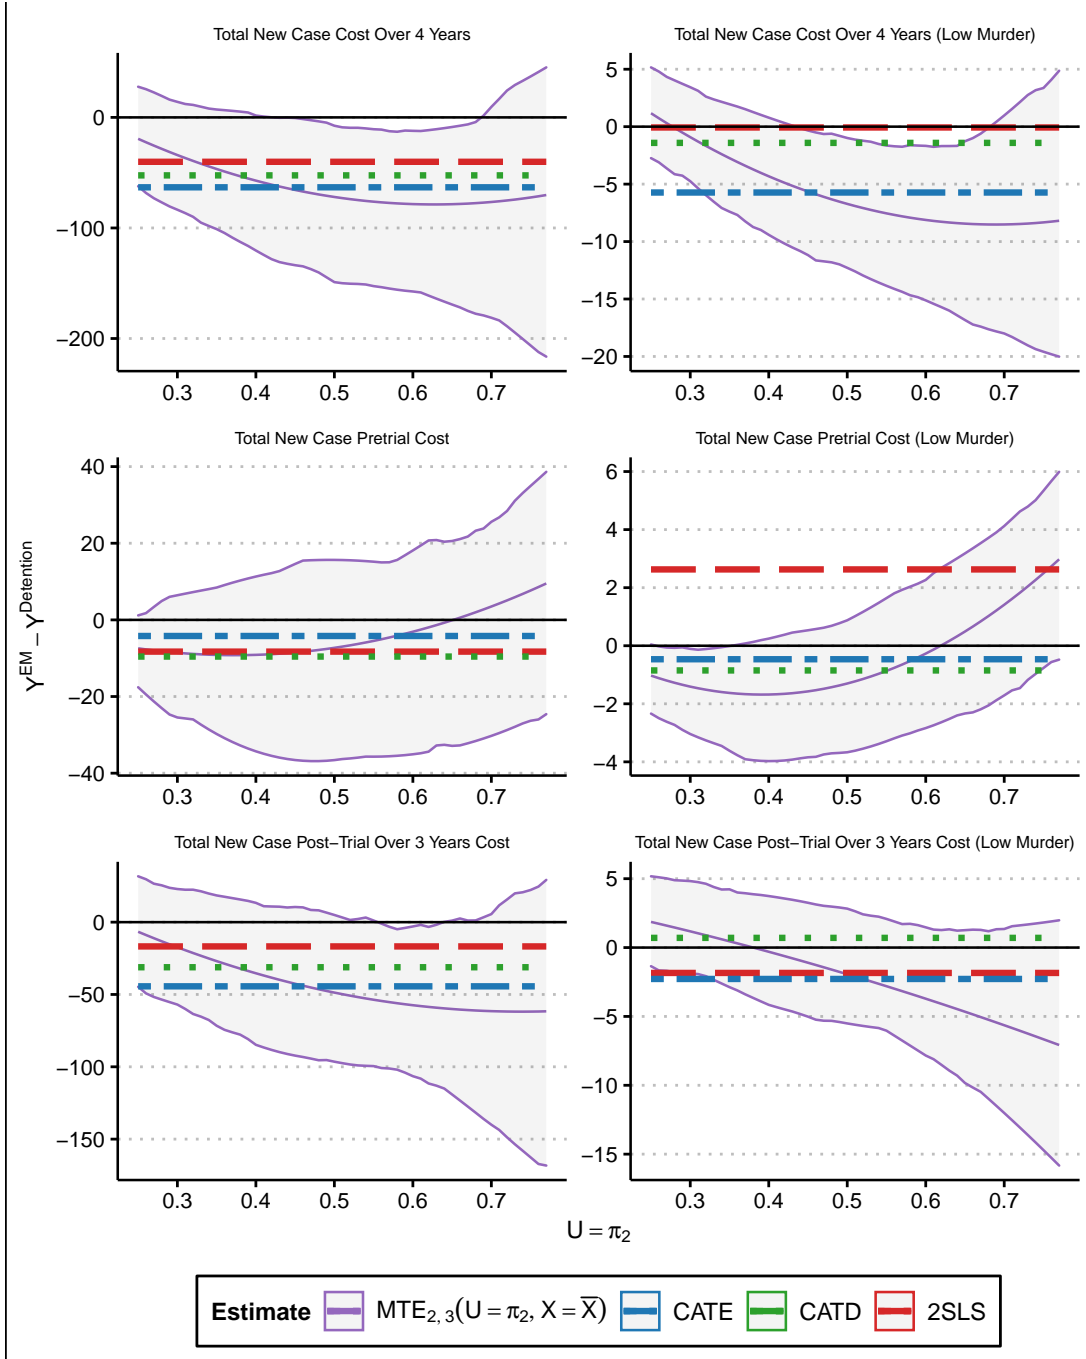 Total New Case Cost Over 4 Years
0
−100
−200
0.3 0.4 0.5 0.6 0.7
Total New Case Cost Over 4 Years (Low Murder)
5
0
−5
−10
−15
−20
0.3 0.4 0.5 0.6 0.7
Total New Case Pretrial Cost
40
20
0
−20
−40
0.3 0.4 0.5 0.6 0.7
Total New Case Pretrial Cost (Low Murder)
6
4
2
0
−2
−4
0.3 0.4 0.5 0.6 0.7
Total New Case Post−Trial Over 3 Years Cost
0
−50
−100
−150
0.3 0.4 0.5 0.6 0.7
Total New Case Post−Trial Over 3 Years Cost (Low Murder)
5
0
−5
−10
−15
0.3 0.4 0.5 0.6 0.7
Y^EM − Y^Detention
U = π₂
Estimate MTE₂, ₃(U = π₂, X = X̅) CATE CATD 2SLS